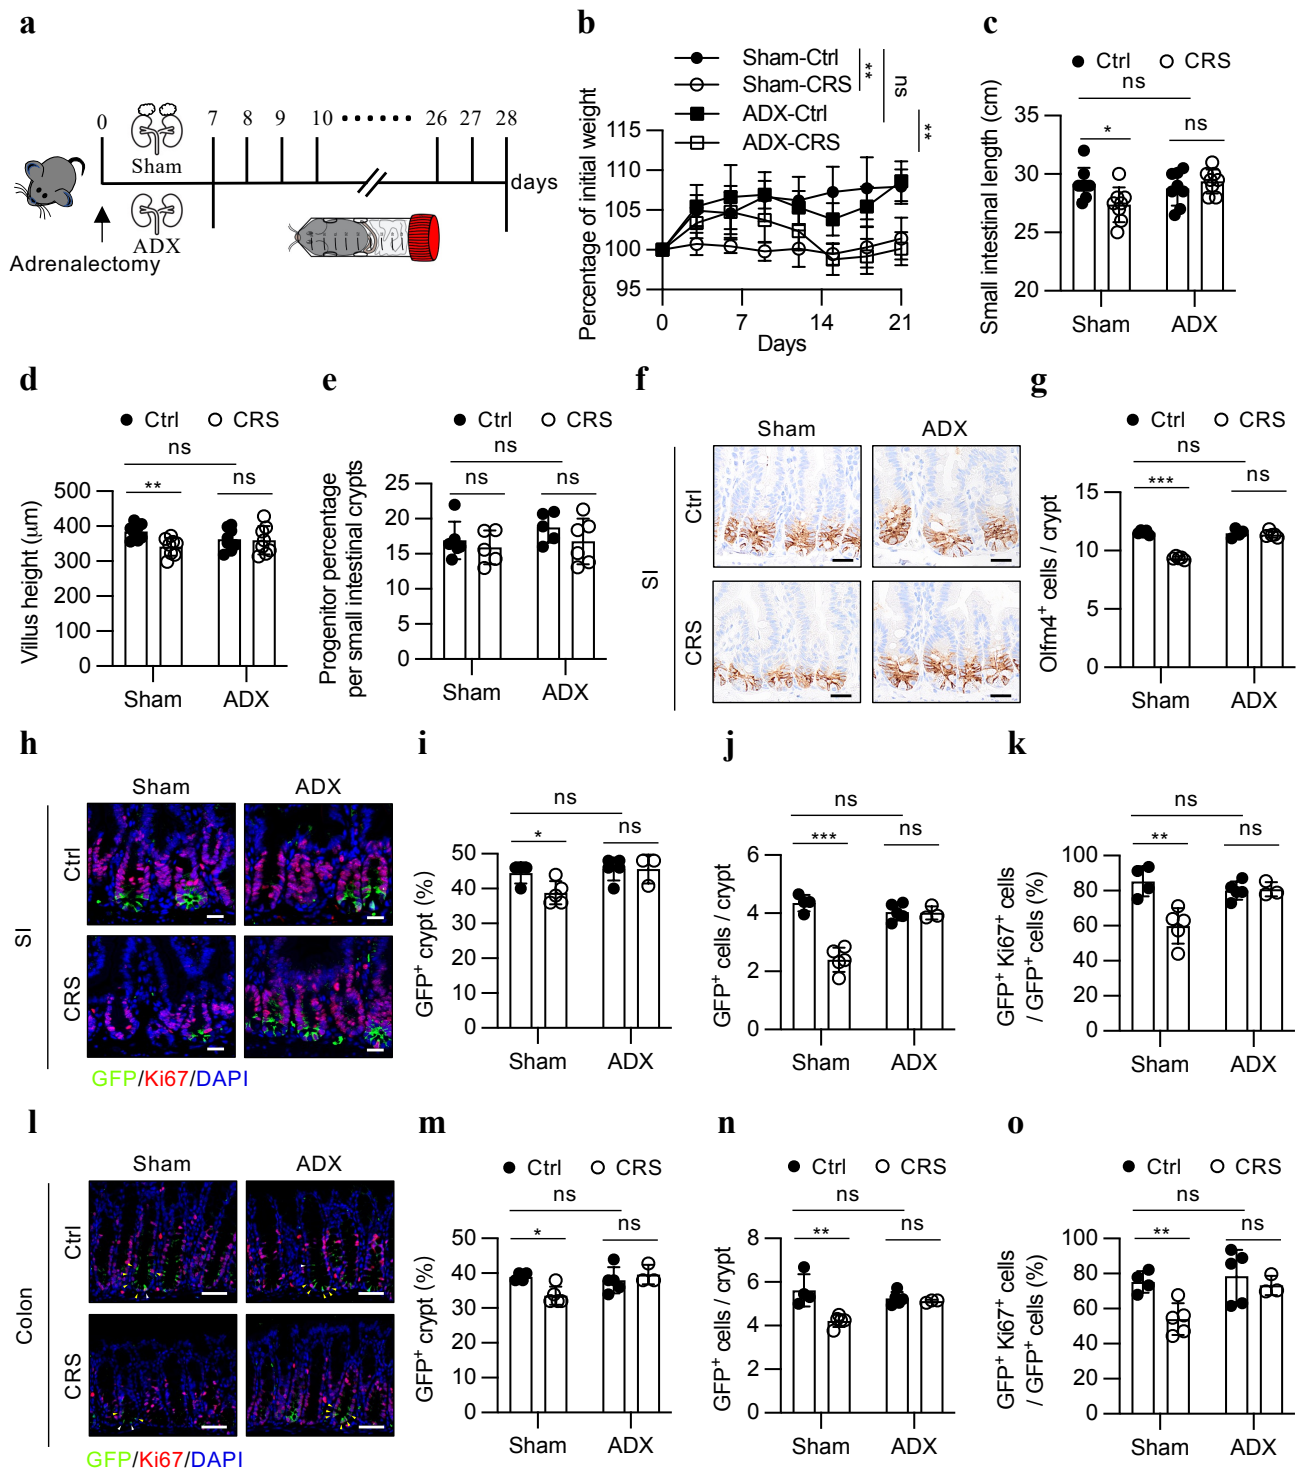 a
0 7 8 9 10 26 27 28
Sham
days
ADX
Adrenalectomy
b
Sham-Ctrl
Sham-CRS
ADX-Ctrl
ADX-CRS
** ns **
Percentage of initial weight
115
110
105
100
95
0 7 14 21
Days
c
Ctrl CRS
ns
* ns
Small intestinal length (cm)
35
30
25
20
Sham ADX
d
Ctrl CRS
ns
** ns
Villus height (μm)
500
400
300
200
100
0
Sham ADX
e
Ctrl CRS
ns
ns ns
Progenitor percentage
per small intestinal crypts
25
20
15
10
5
0
Sham ADX
f
Sham ADX
SI
Ctrl
CRS
g
Ctrl CRS
ns
*** ns
Olfm4⁺ cells / crypt
15
10
5
0
Sham ADX
h
Sham ADX
SI
Ctrl
CRS
GFP/Ki67/DAPI
i
ns
* ns
GFP⁺ crypt (%)
50
40
30
20
10
0
Sham ADX
j
ns
*** ns
GFP⁺ cells / crypt
6
4
2
0
Sham ADX
k
ns
** ns
GFP⁺ Ki67⁺ cells
/ GFP⁺ cells (%)
100
80
60
40
20
0
Sham ADX
l
Sham ADX
Colon
Ctrl
CRS
GFP/Ki67/DAPI
m
Ctrl CRS
ns
* ns
GFP⁺ crypt (%)
50
40
30
20
10
0
Sham ADX
n
Ctrl CRS
ns
** ns
GFP⁺ cells / crypt
8
6
4
2
0
Sham ADX
o
Ctrl CRS
ns
** ns
GFP⁺ Ki67⁺ cells
/ GFP⁺ cells (%)
100
80
60
40
20
0
Sham ADX